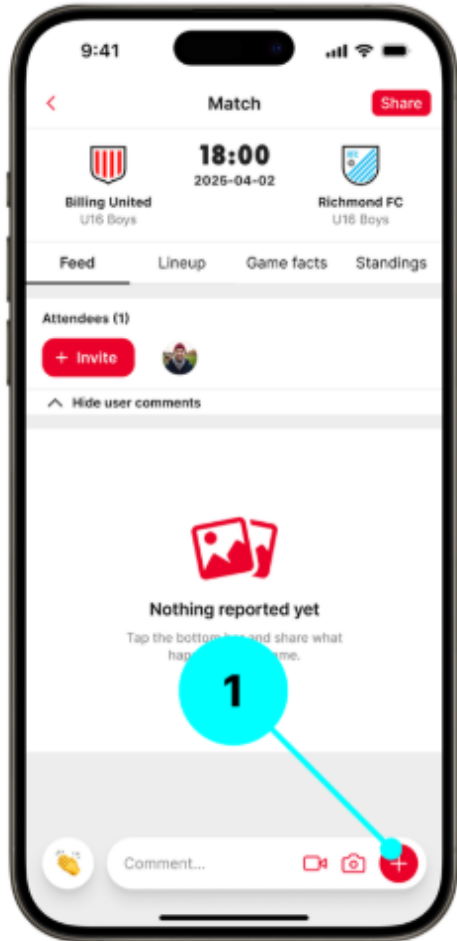 9:41
Match
Share
18:00
2025-04-02
Billing United
U16 Boys
Richmond FC
U16 Boys
Feed
Lineup
Game facts
Standings
Attendees (1)
+ Invite
Hide user comments
Nothing reported yet
Tap the bottom and share what
1
Comment...